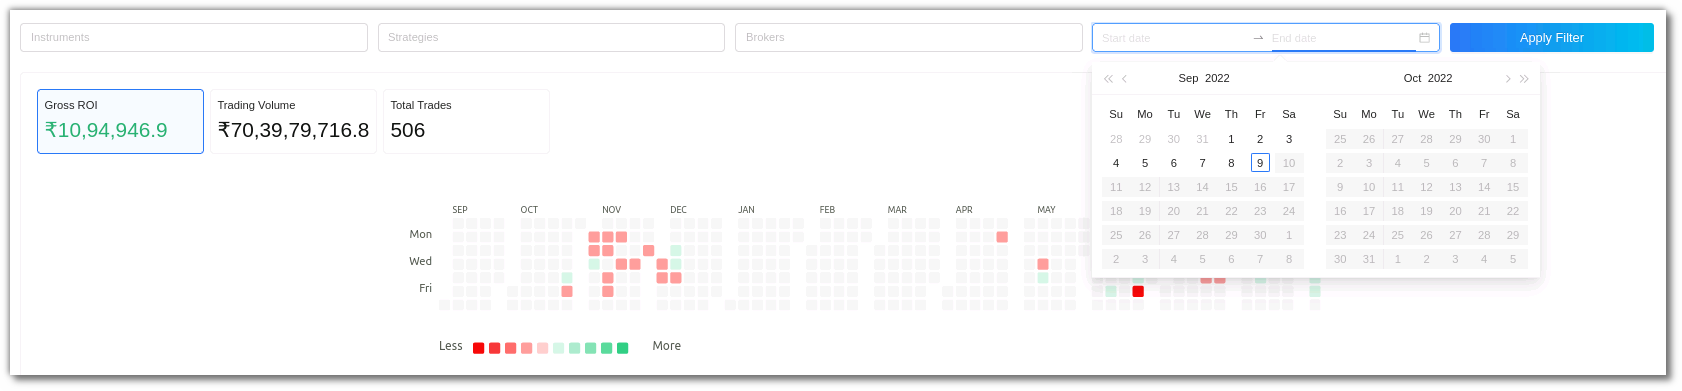 Instruments Strategies Brokers Start date End date Apply Filter
Sep 2022 Oct 2022
Gross ROI Trading Volume Total Trades
₹10,94,946.9 ₹70,39,79,716.8 506
Su Mo Tu We Th Fr Sa Su Mo Tu We Th Fr Sa
28 29 30 31 1 2 3 25 26 27 28 29 30 1
4 5 6 7 8 9 10 2 3 4 5 6 7 8
11 12 13 14 15 16 17 9 10 11 12 13 14 15
18 19 20 21 22 23 24 16 17 18 19 20 21 22
25 26 27 28 29 30 1 23 24 25 26 27 28 29
2 3 4 5 6 7 8 30 31 1 2 3 4 5
SEP OCT NOV DEC JAN FEB MAR APR MAY
Mon
Wed
Fri
Less More